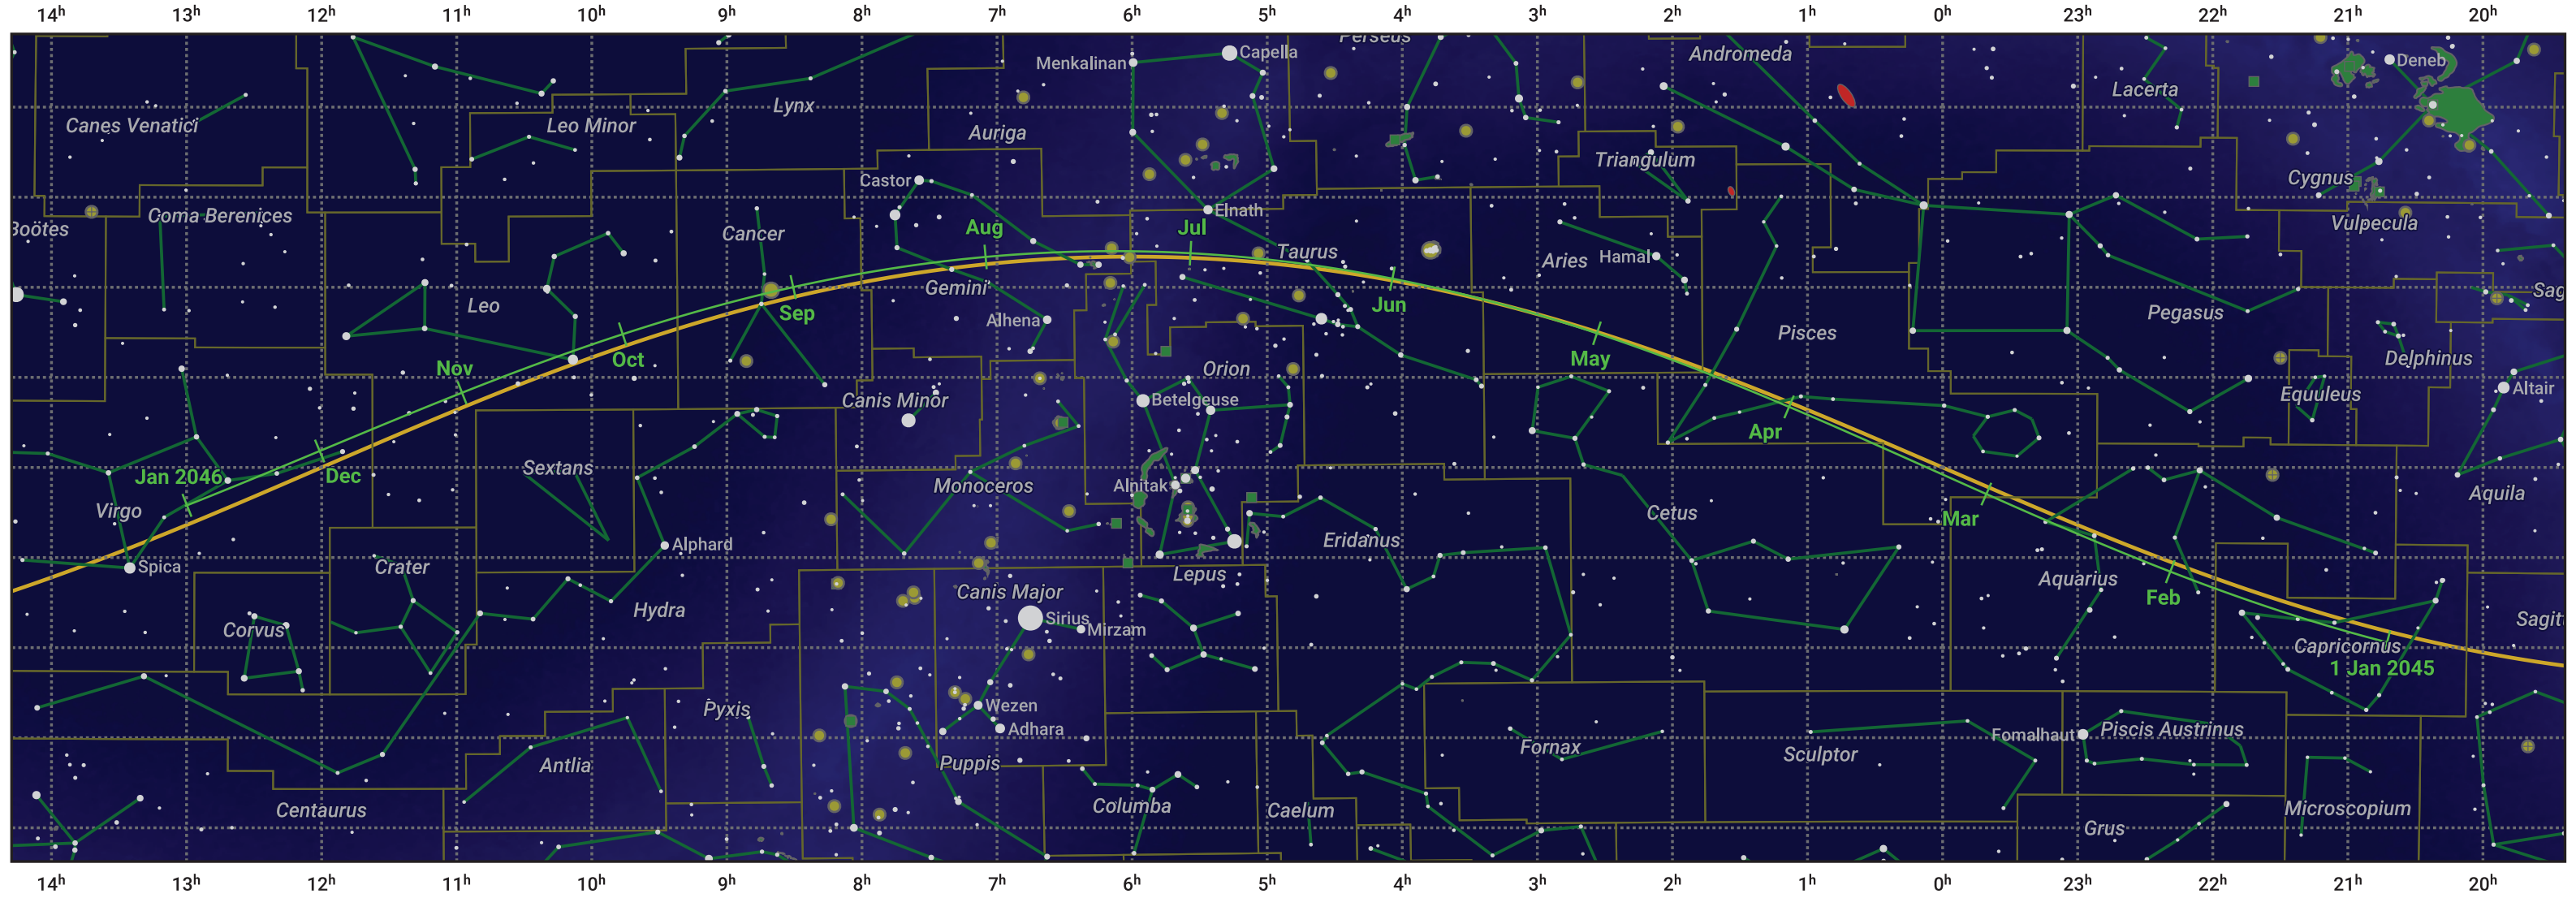 14h 13h 12h 11h 10h 9h 8h 7h 6h 5h 4h 3h 2h 1h 0h 23h 22h 21h 20h
Perseus
Capella
Menkalinan
Andromeda
Deneb
Lacerta
Lynx
Canes Venatici
Leo Minor
Auriga
Triangulum
Castor
Cygnus
Coma Berenices
Elnath
Boötes
Cancer
Aug
Jul
Vulpecula
Taurus
Hamal
Aries
Gemini
Sag
Leo
Sep
Jun
Alhena
Pegasus
Pisces
Oct
May
Delphinus
Nov
Orion
Altair
Equuleus
Canis Minor
Betelgeuse
Apr
Sextans
Jan 2046
Dec
Monoceros
Alnitak
Aquila
Virgo
Cetus
Mar
Eridanus
Alphard
Spica
Crater
Lepus
Aquarius
Canis Major
Feb
Hydra
Sirius
Sagit
Corvus
Mirzam
Capricornus
1 Jan 2045
Pyxis
Wezen
Adhara
Piscis Austrinus
Fomalhaut
Fornax
Sculptor
Antlia
Puppis
Centaurus
Columba
Caelum
Microscopium
Grus
14h 13h 12h 11h 10h 9h 8h 7h 6h 5h 4h 3h 2h 1h 0h 23h 22h 21h 20h